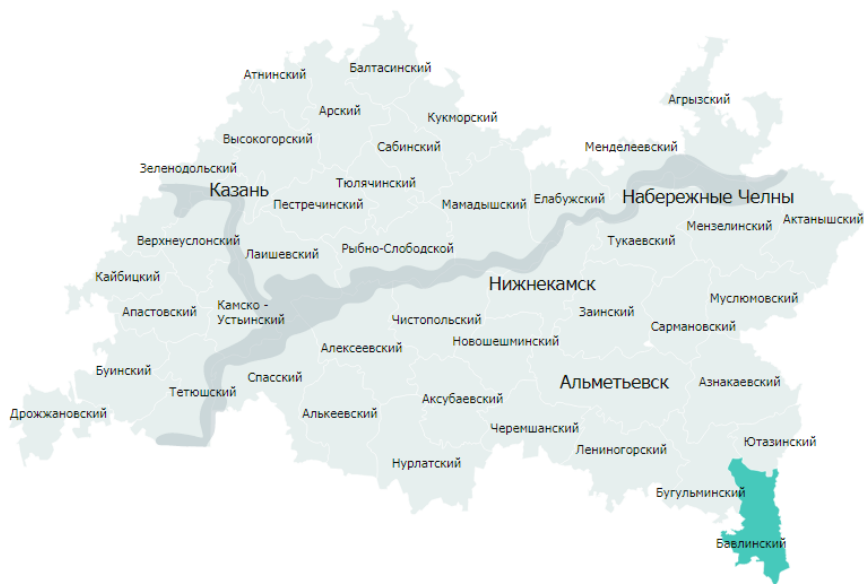 Балтасинский
Атнинский
Агрызский
Арский
Кукморский
Высокогорский
Сабинский
Менделеевский
Зеленодольский
Тюлячинский
Казань
Набережные Челны
Елабужский
Пестречинский
Мамадышский
Актанышский
Мензелинский
Верхнеуслонский
Тукаевский
Рыбно-Слободской
Лаишевский
Кайбицкий
Нижнекамск
Муслюмовский
Камско -
Устьинский
Апастовский
Заинский
Чистопольский
Сармановский
Новошешминский
Алексеевский
Буинский
Спасский
Альметьевск
Азнакаевский
Тетюшский
Аксубаевский
Дрожжановский
Алькеевский
Черемшанский
Ютазинский
Лениногорский
Нурлатский
Бугульминский
Бавлинский